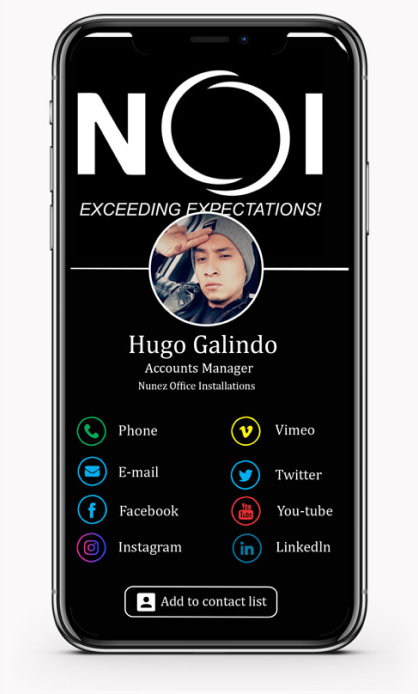 NOI
EXCEEDING EXPECTATIONS!
Hugo Galindo
Accounts Manager
Nunez Office Installations
Phone
Vimeo
E-mail
Twitter
Facebook
You-tube
Instagram
LinkedIn
Add to contact list